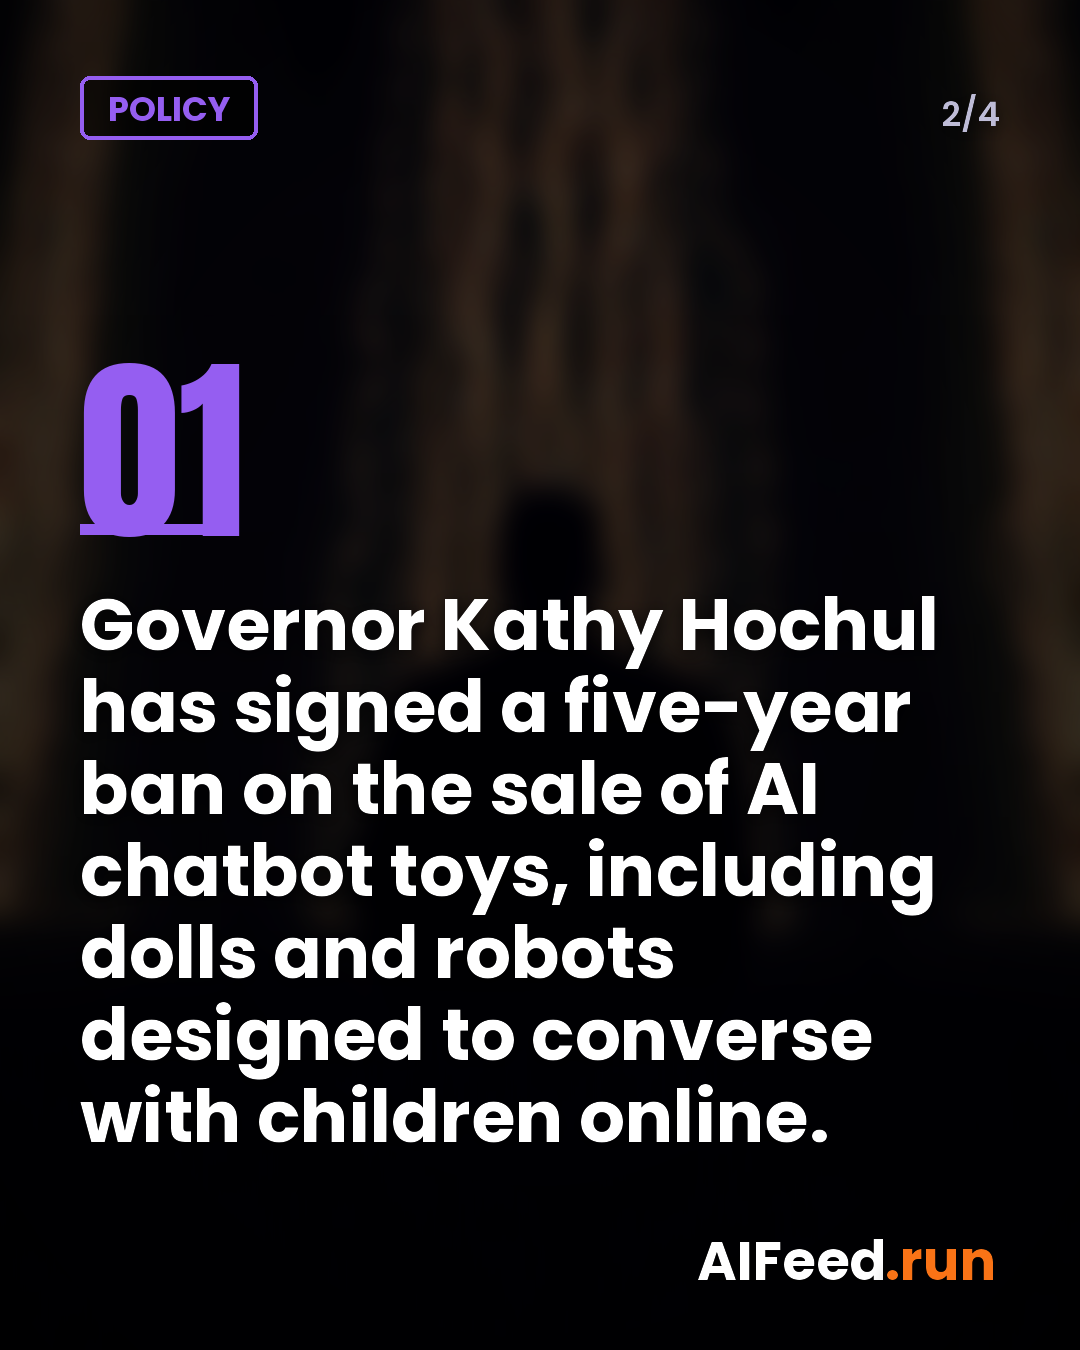 POLICY
2/4
01
Governor Kathy Hochul
has signed a five-year
ban on the sale of AI
chatbot toys, including
dolls and robots
designed to converse
with children online.
AIFeed.run